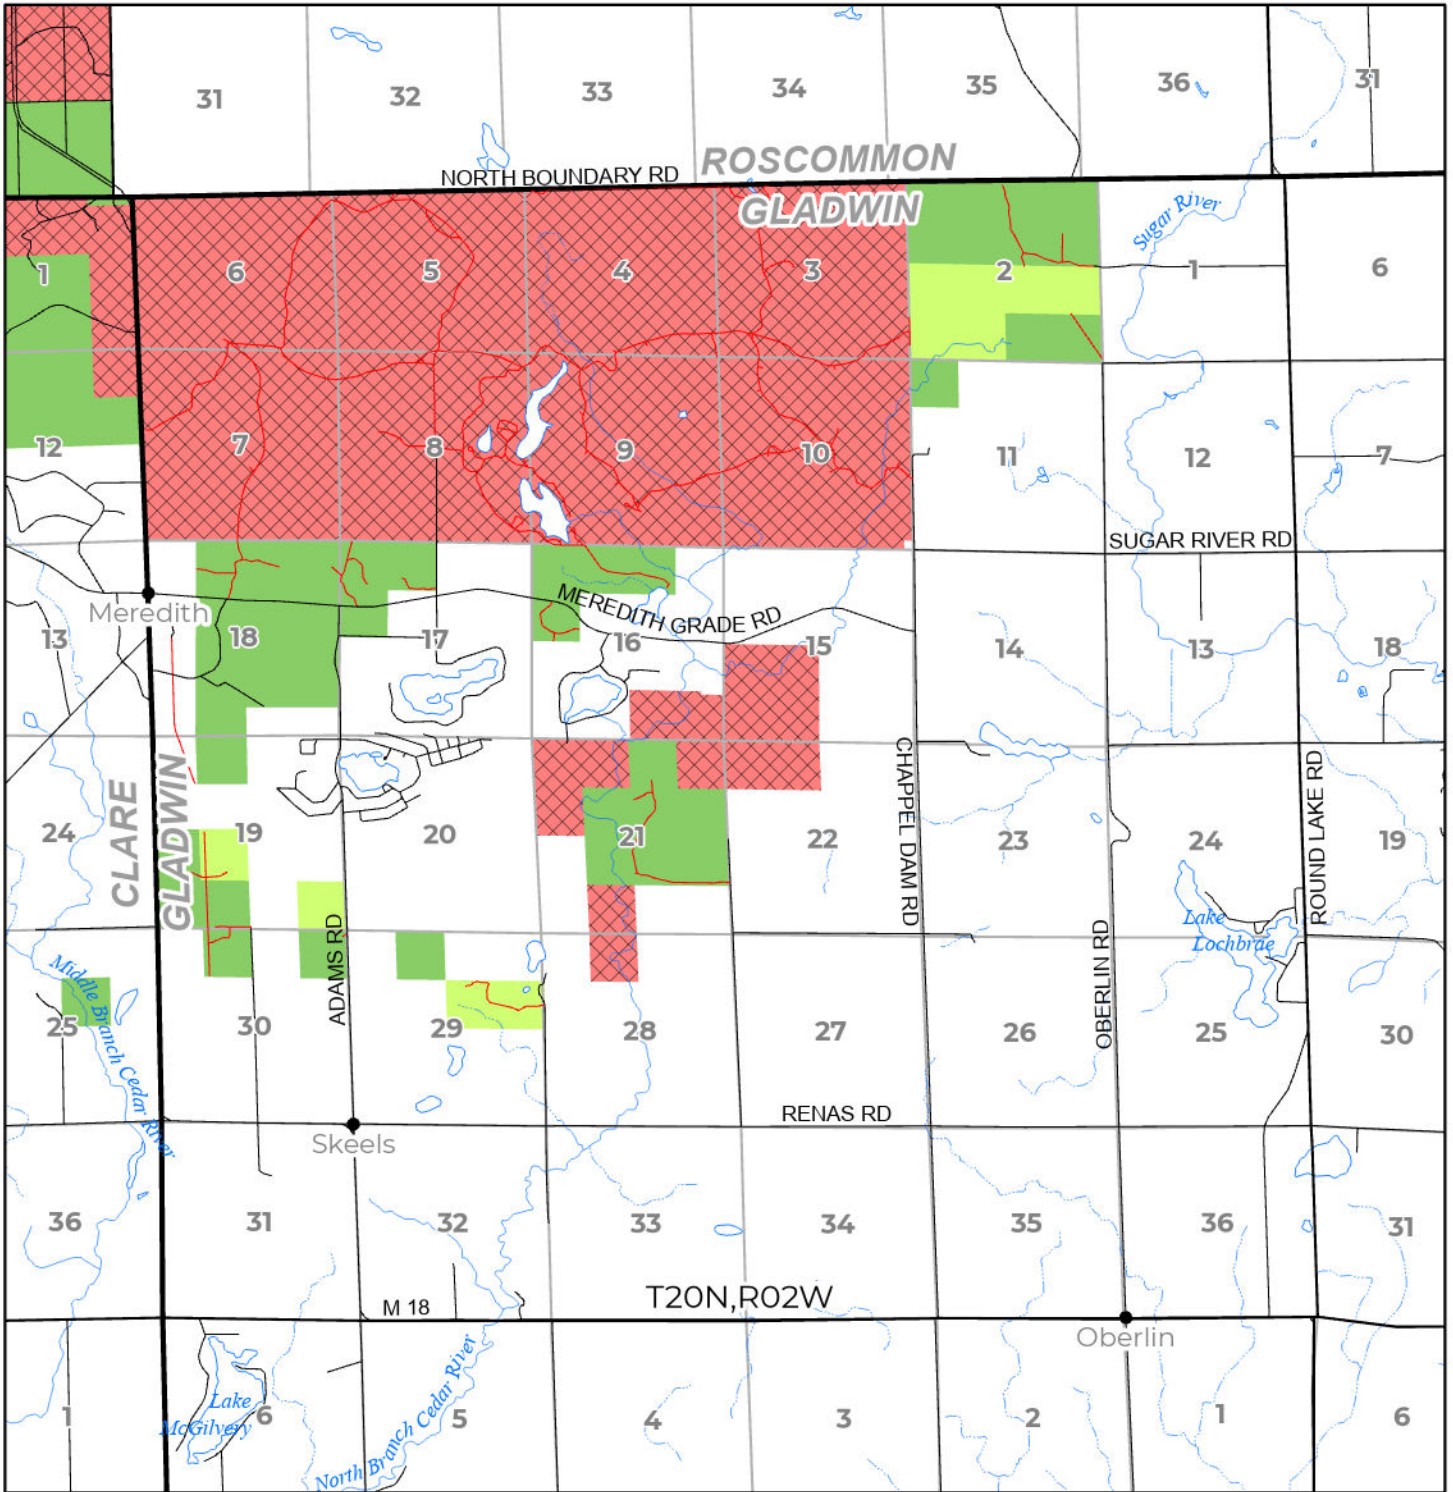 31
32
33
34
35
36
31
NORTH BOUNDARY RD
ROSCOMMON
GLADWIN
Sugar River
1
6
5
4
3
2
1
6
12
7
8
9
10
11
12
7
SUGAR RIVER RD
Meredith
MEREDITH GRADE RD
13
18
17
16
15
14
13
18
CLARE
GLADWIN
CHAPPEL DAM RD
ROUND LAKE RD
24
19
20
21
22
23
24
19
ADAMS RD
OBERLIN RD
Lake
Lochbrae
Middle Branch Cedar River
25
30
29
28
27
26
25
30
RENAS RD
Skeels
36
31
32
33
34
35
36
31
M 18
T20N,R02W
Oberlin
Lake
McGilvery
North Branch Cedar River
1
6
5
4
3
2
1
6